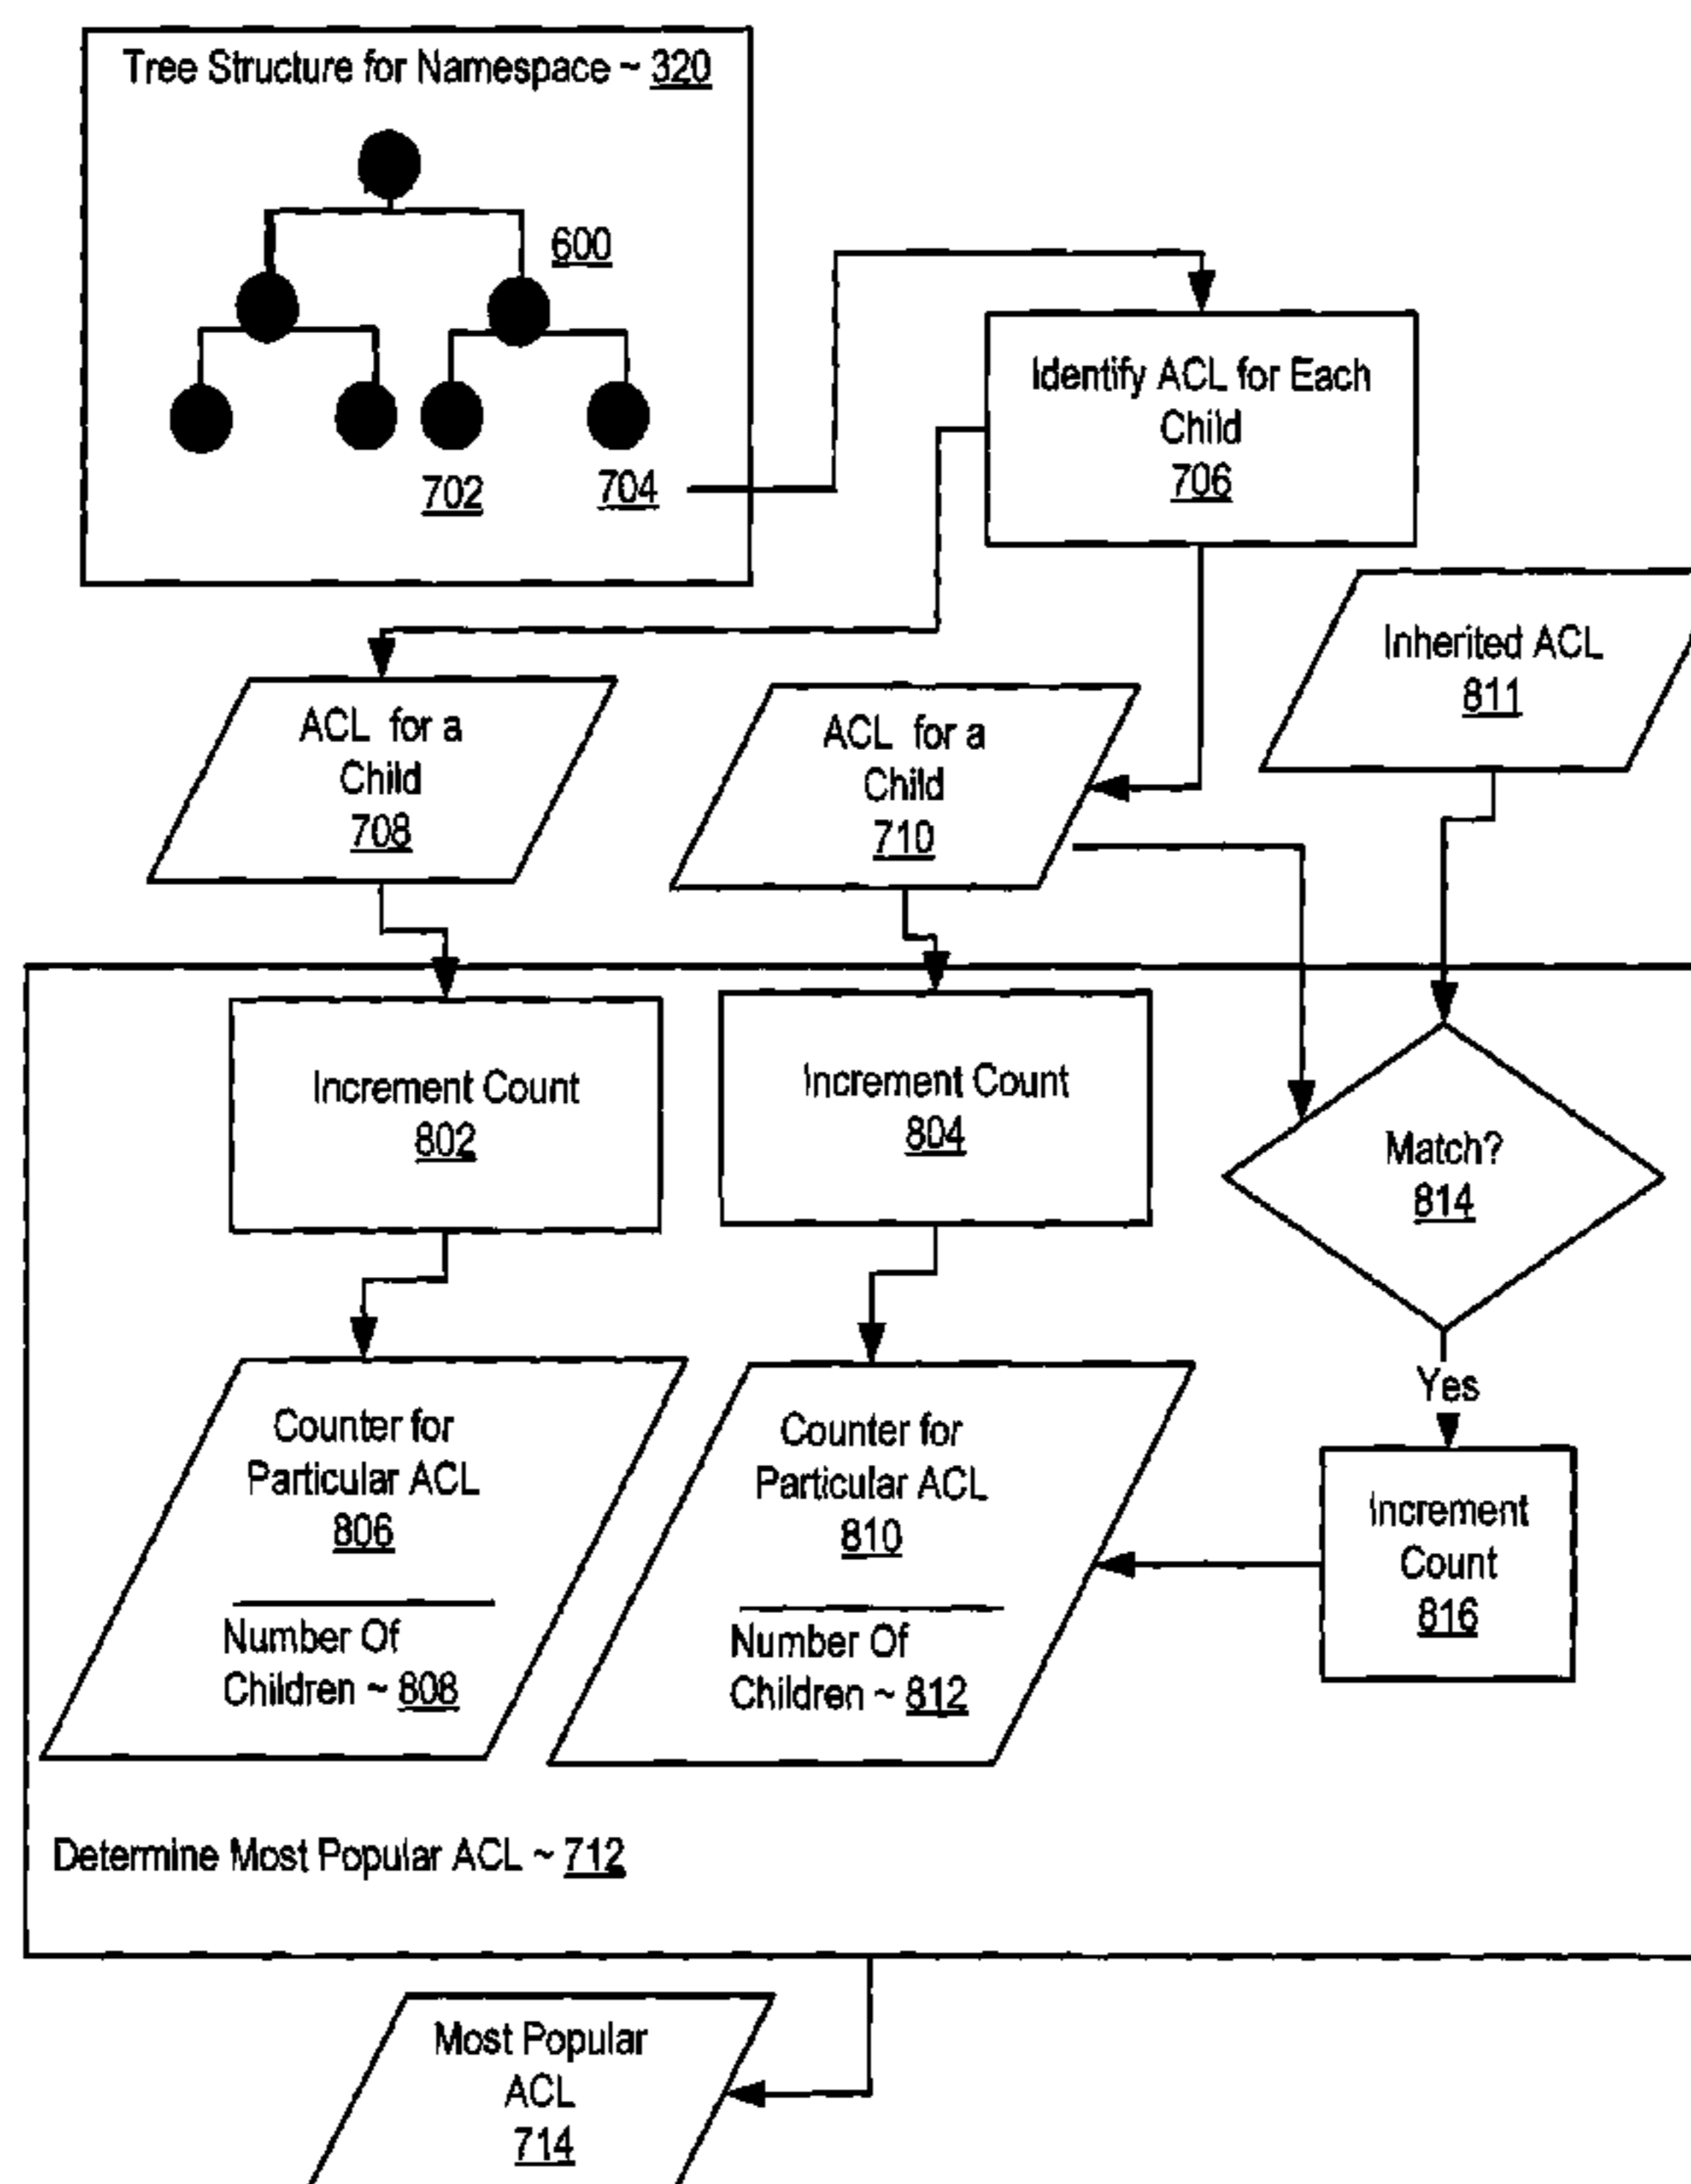 Tree Structure for Namespace ~ 320
600
702
704
Identify ACL for Each
Child
706
Inherited ACL
811
ACL for a
Child
708
ACL for a
Child
710
Increment Count
802
Increment Count
804
Match?
814
Yes
Counter for
Particular ACL
806
Number Of
Children ~ 808
Counter for
Particular ACL
810
Number Of
Children ~ 812
Increment
Count
816
Determine Most Popular ACL ~ 712
Most Popular
ACL
714